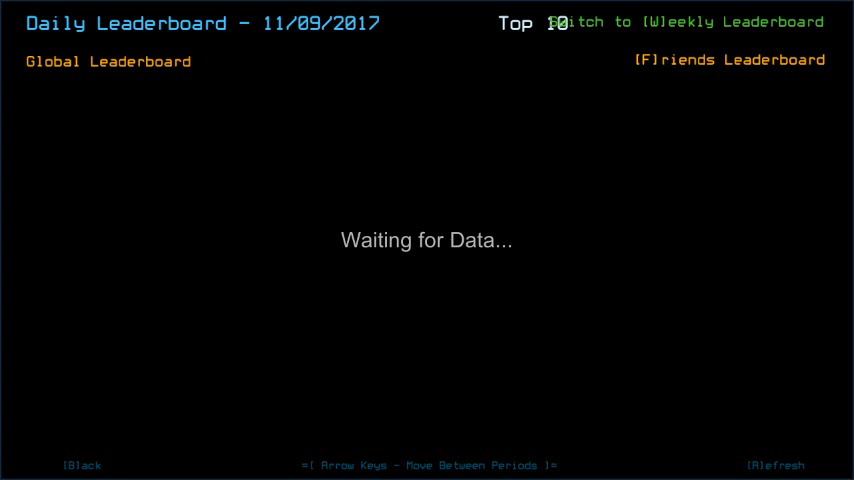 Daily Leaderboard - 11/09/2017
Top 10
Switch to [W]eekly Leaderboard
Global Leaderboard
[F]riends Leaderboard
Waiting for Data...
[B]ack
=[ Arrow Keys - Move Between Periods ]=
[R]efresh